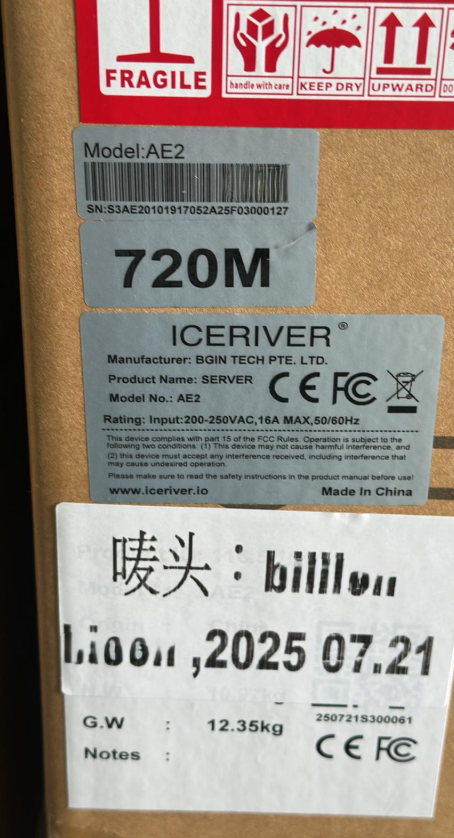 FRAGILE
handle with care
KEEP DRY
UPWARD
Model:AE2
SN:S3AE20101917052A25F03000127
720M
ICERIVER®
Manufacturer: BGIN TECH PTE. LTD.
Product Name: SERVER
CE FC
Model No.: AE2
Rating: Input:200-250VAC,16A MAX,50/60Hz
This device complies with part 15 of the FCC Rules. Operation is subject to the
following two conditions: (1) This device may not cause harmful interference, and
(2) this device must accept any interference received, including interference that
may cause undesired operation.
Please make sure to read the safety instructions in the product manual before use!
www.iceriver.io Made In China
唛头：
,2025 07.21
G.W : 12.35kg
250721S300061
Notes :
CE FC